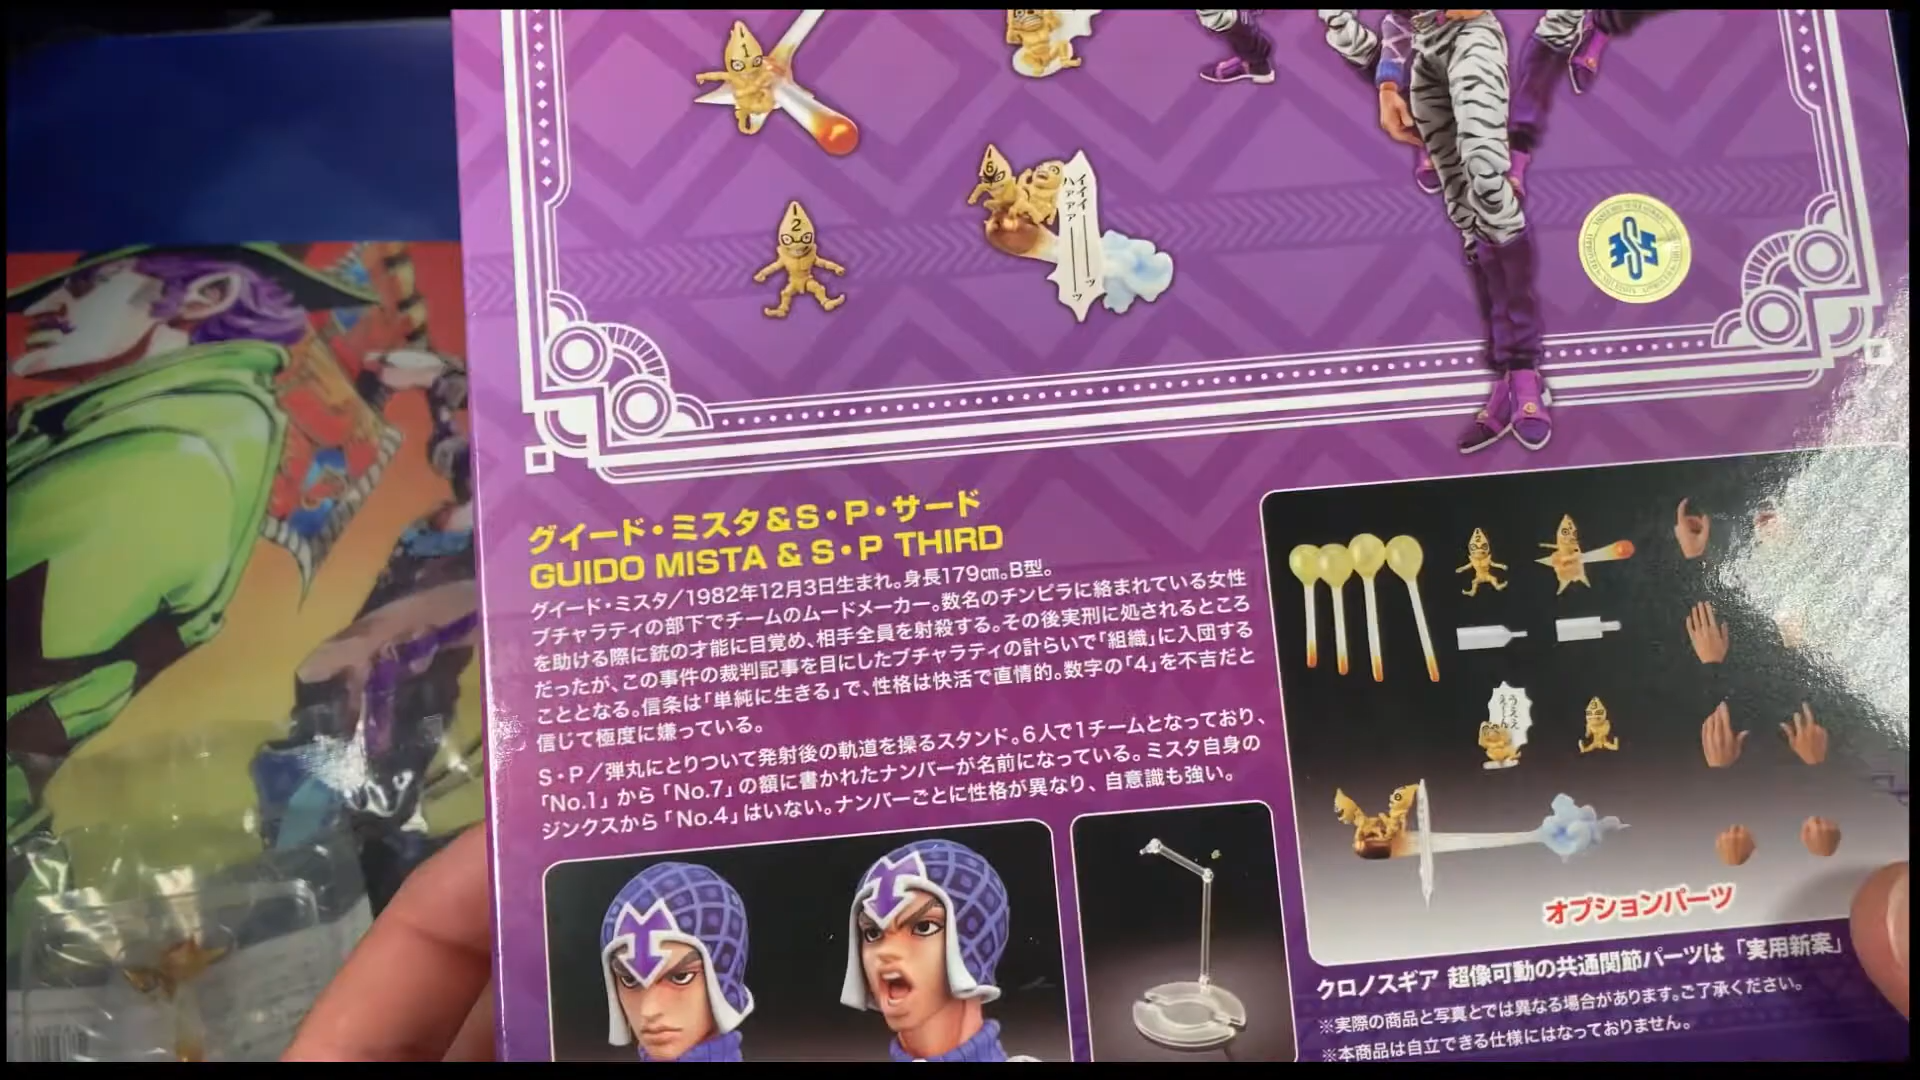 1
6
2
イイイ――ッ
ハァァァ――ッ
S
グイード・ミスタ&S・P・サード
GUIDO MISTA & S・P THIRD
グイード・ミスタ/1982年12月3日生まれ。身長179㎝。B型。
ブチャラティの部下でチームのムードメーカー。数名のチンピラに絡まれている女性
を助ける際に銃の才能に目覚め、相手全員を射殺する。その後実刑に処されるところ
だったが、この事件の裁判記事を目にしたブチャラティの計らいで「組織」に入団する
こととなる。信条は「単純に生きる」で、性格は快活で直情的。数字の「4」を不吉だと
信じて極度に嫌っている。
S・P/弾丸にとりついて発射後の軌道を操るスタンド。6人で1チームとなっており、
「No.1」から「No.7」の額に書かれたナンバーが名前になっている。ミスタ自身の
ジンクスから「No.4」はいない。ナンバーごとに性格が異なり、自意識も強い。
オプションパーツ
クロノスギア 超像可動の共通関節パーツは「実用新案」
※実際の商品と写真とでは異なる場合があります。ご了承ください。
※本商品は自立できる仕様にはなっておりません。